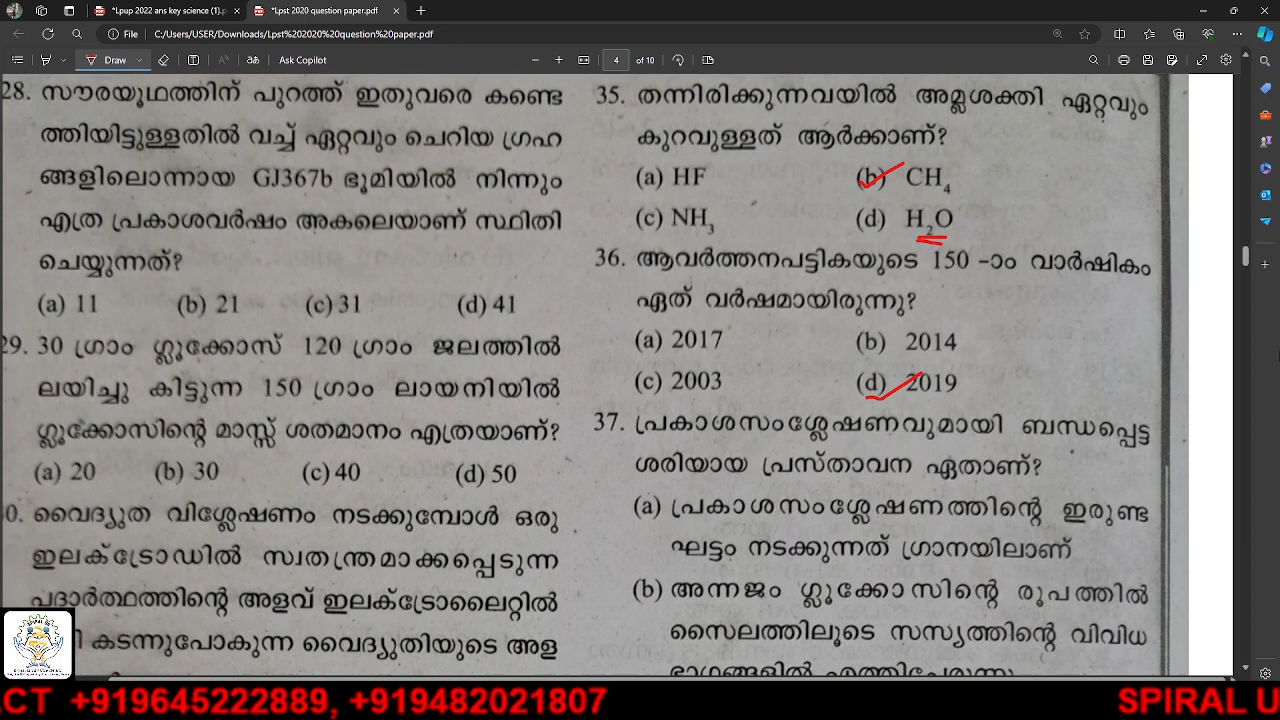 *Lpup 2022 ans key science (1).p
*Lpst 2020 question paper.pdf
File
C:/Users/USER/Downloads/Lpst%202020%20question%20paper.pdf
Draw
Ask Copilot
4 of 10
28. സൗരയൂഥത്തിന് പുറത്ത് ഇതുവരെ കണ്ടെ
ത്തിയിട്ടുള്ളതിൽ വച്ച് ഏറ്റവും ചെറിയ ഗ്രഹ
ങ്ങളിലൊന്നായ GJ367b ഭൂമിയിൽ നിന്നും
എത്ര പ്രകാശവർഷം അകലെയാണ് സ്ഥിതി
ചെയ്യുന്നത്?
(a) 11 (b) 21 (c) 31 (d) 41
29. 30 ഗ്രാം ഗ്ലൂക്കോസ് 120 ഗ്രാം ജലത്തിൽ
ലയിച്ചു കിട്ടുന്ന 150 ഗ്രാം ലായനിയിൽ
ഗ്ലൂക്കോസിന്റെ മാസ്സ് ശതമാനം എത്രയാണ്?
(a) 20 (b) 30 (c) 40 (d) 50
0. വൈദ്യുത വിശ്ലേഷണം നടക്കുമ്പോൾ ഒരു
ഇലക്ട്രോഡിൽ സ്വതന്ത്രമാക്കപ്പെടുന്ന
പദാർത്ഥത്തിന്റെ അളവ് ഇലക്ട്രോലൈറ്റിൽ
കടന്നുപോകുന്ന വൈദ്യുതിയുടെ അള
35. തന്നിരിക്കുന്നവയിൽ അമ്ലശക്തി ഏറ്റവും
കുറവുള്ളത് ആർക്കാണ്?
(a) HF (b) CH₄
(c) NH₃ (d) H₂O
36. ആവർത്തനപട്ടികയുടെ 150 -ാം വാർഷികം
ഏത് വർഷമായിരുന്നു?
(a) 2017 (b) 2014
(c) 2003 (d) 2019
37. പ്രകാശസംശ്ലേഷണവുമായി ബന്ധപ്പെട്ട
ശരിയായ പ്രസ്താവന ഏതാണ്?
(a) പ്രകാശസംശ്ലേഷണത്തിന്റെ ഇരുണ്ട
ഘട്ടം നടക്കുന്നത് ഗ്രാനയിലാണ്
(b) അന്നജം ഗ്ലൂക്കോസിന്റെ രൂപത്തിൽ
സൈലത്തിലൂടെ സസ്യത്തിന്റെ വിവിധ
ഭാഗങ്ങളിൽ എത്തിച്ചേരുന്നു
ACT +919645222889, +919482021807 SPIRAL U